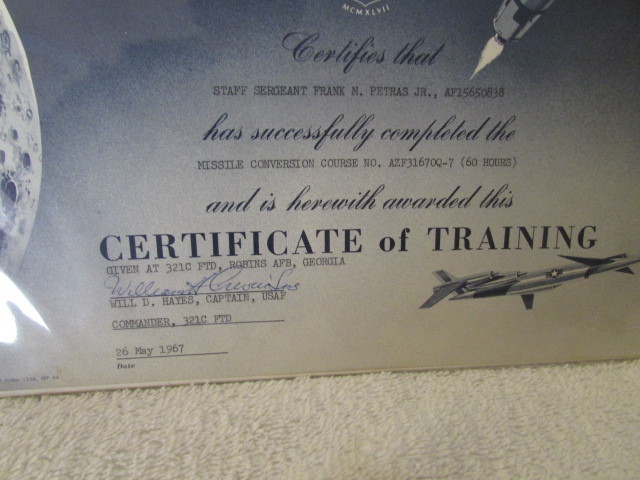 MCMXLVII
Certifies that
STAFF SERGEANT FRANK M. PETRAS JR., AF15650838
has successfully completed the
MISSILE CONVERSION COURSE NO. AZF31670Q-7 (60 HOURS)
and is herewith awarded this
CERTIFICATE of TRAINING
GIVEN AT 321C FTD, ROBINS AFB, GEORGIA
WILL D. HAYES, CAPTAIN, USAF
COMMANDER, 321C FTD
26 May 1967
Date